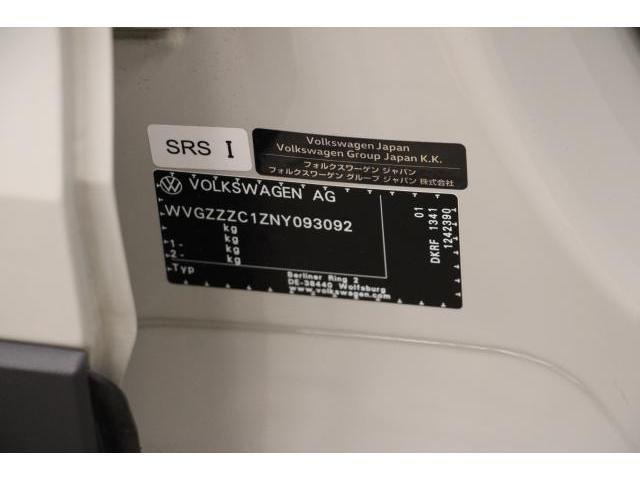 SRS I
Volkswagen Japan
Volkswagen Group Japan K.K.
フォルクスワーゲン ジャパン
フォルクスワーゲン グループ ジャパン 株式会社
VOLKSWAGEN AG
WVGZZZC1ZNY093092
kg
kg
1- kg
2- kg
Typ
Berliner Ring 2
DE-38440 Wolfsburg
www.volkswagen.com
01
DKRF 1341
1242390